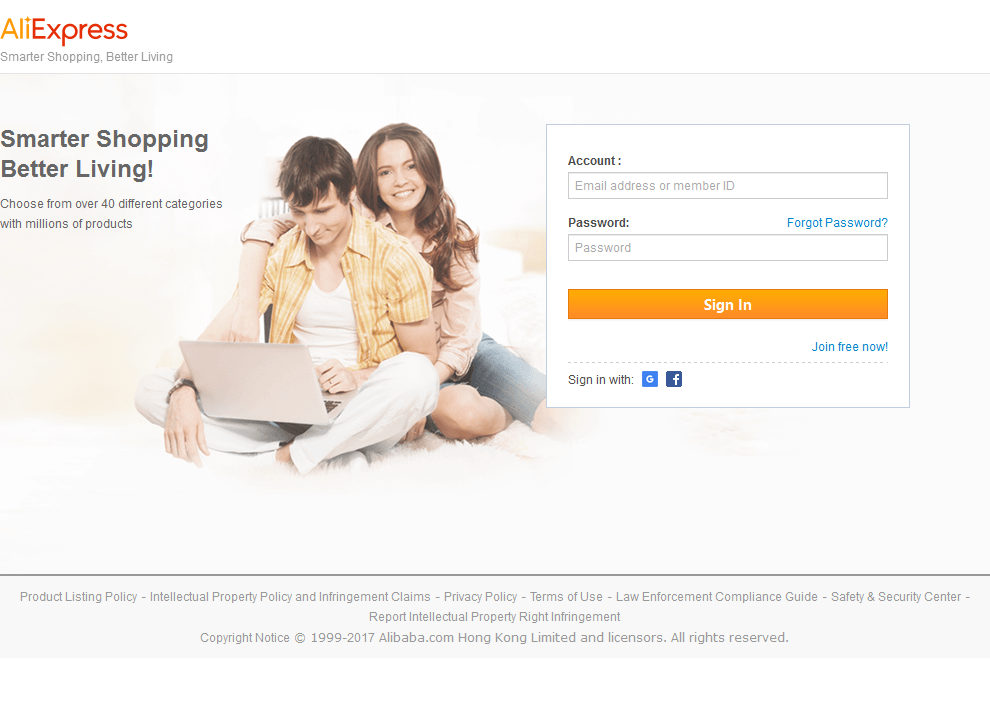 AliExpress
Smarter Shopping, Better Living
Smarter Shopping
Better Living!
Choose from over 40 different categories
with millions of products
Account :
Email address or member ID
Password:
Forgot Password?
Password
Sign In
Join free now!
Sign in with:
G
f
Product Listing Policy - Intellectual Property Policy and Infringement Claims - Privacy Policy - Terms of Use - Law Enforcement Compliance Guide - Safety & Security Center -
Report Intellectual Property Right Infringement
Copyright Notice © 1999-2017 Alibaba.com Hong Kong Limited and licensors. All rights reserved.